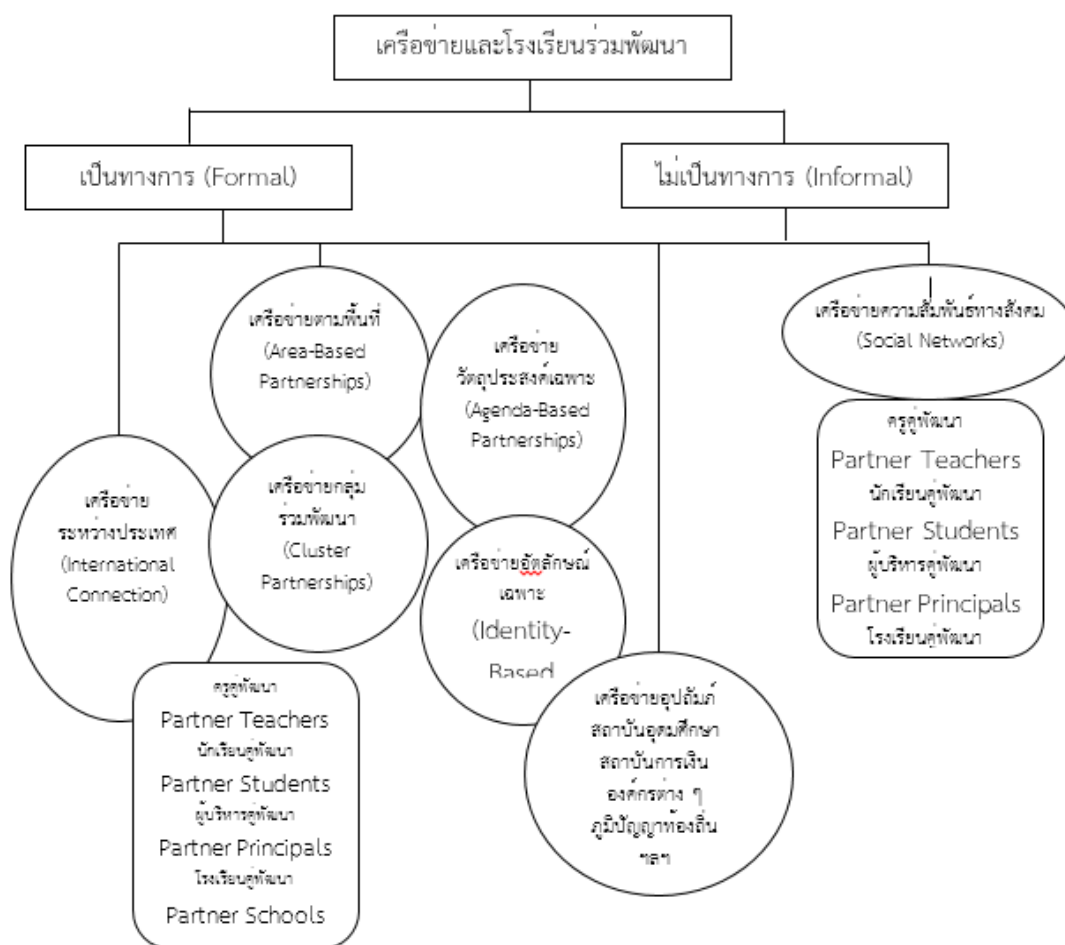 เครือข่ายและโรงเรียนร่วมพัฒนา
เป็นทางการ (Formal)
ไม่เป็นทางการ (Informal)
เครือข่ายตามพื้นที่
(Area-Based
Partnerships)
เครือข่าย
วัตถุประสงค์เฉพาะ
(Agenda-Based
Partnerships)
เครือข่ายความสัมพันธ์ทางสังคม
(Social Networks)
เครือข่าย
ระหว่างประเทศ
(International
Connection)
เครือข่ายกลุ่ม
ร่วมพัฒนา
(Cluster
Partnerships)
เครือข่ายอัตลักษณ์
เฉพาะ
(Identity-
Based
ครูคู่พัฒนา
Partner Teachers
นักเรียนคู่พัฒนา
Partner Students
ผู้บริหารคู่พัฒนา
Partner Principals
โรงเรียนคู่พัฒนา
ครูคู่พัฒนา
Partner Teachers
นักเรียนคู่พัฒนา
Partner Students
ผู้บริหารคู่พัฒนา
Partner Principals
โรงเรียนคู่พัฒนา
Partner Schools
เครือข่ายอุปถัมภ์
สถาบันอุดมศึกษา
สถาบันการเงิน
องค์กรต่าง ๆ
ภูมิปัญญาท้องถิ่น
ฯลฯ